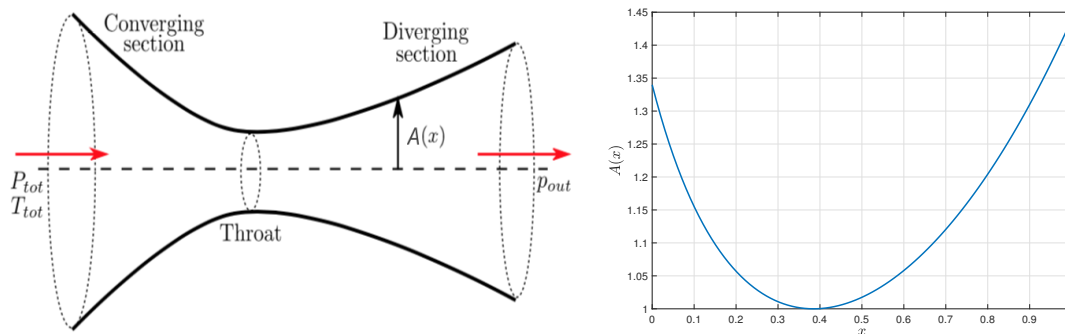 Converging
section
Diverging
section
A(x)
P_tot
T_tot
p_out
Throat
A(x)
1.45
1.4
1.35
1.3
1.25
1.2
1.15
1.1
1.05
1
0 0.1 0.2 0.3 0.4 0.5 0.6 0.7 0.8 0.9
x